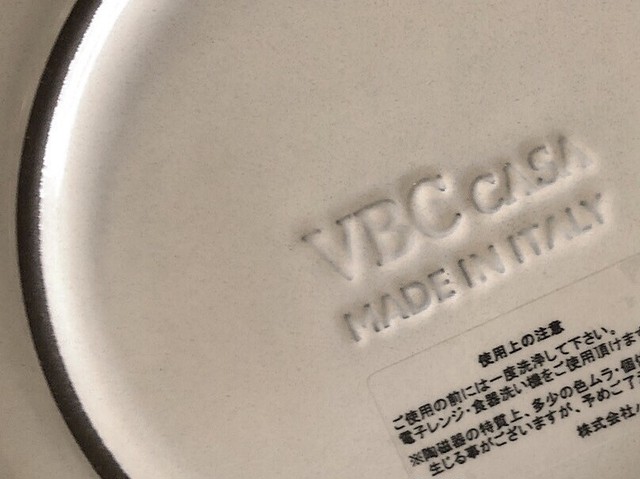 VBC CASA
MADE IN ITALY
使用上の注意
ご使用の前には一度洗浄して下さい。
電子レンジ・食器洗い機をご使用頂けます
※陶磁器の特質上、多少の色ムラ・個
生じる事がございますが、予めご了
株式会社